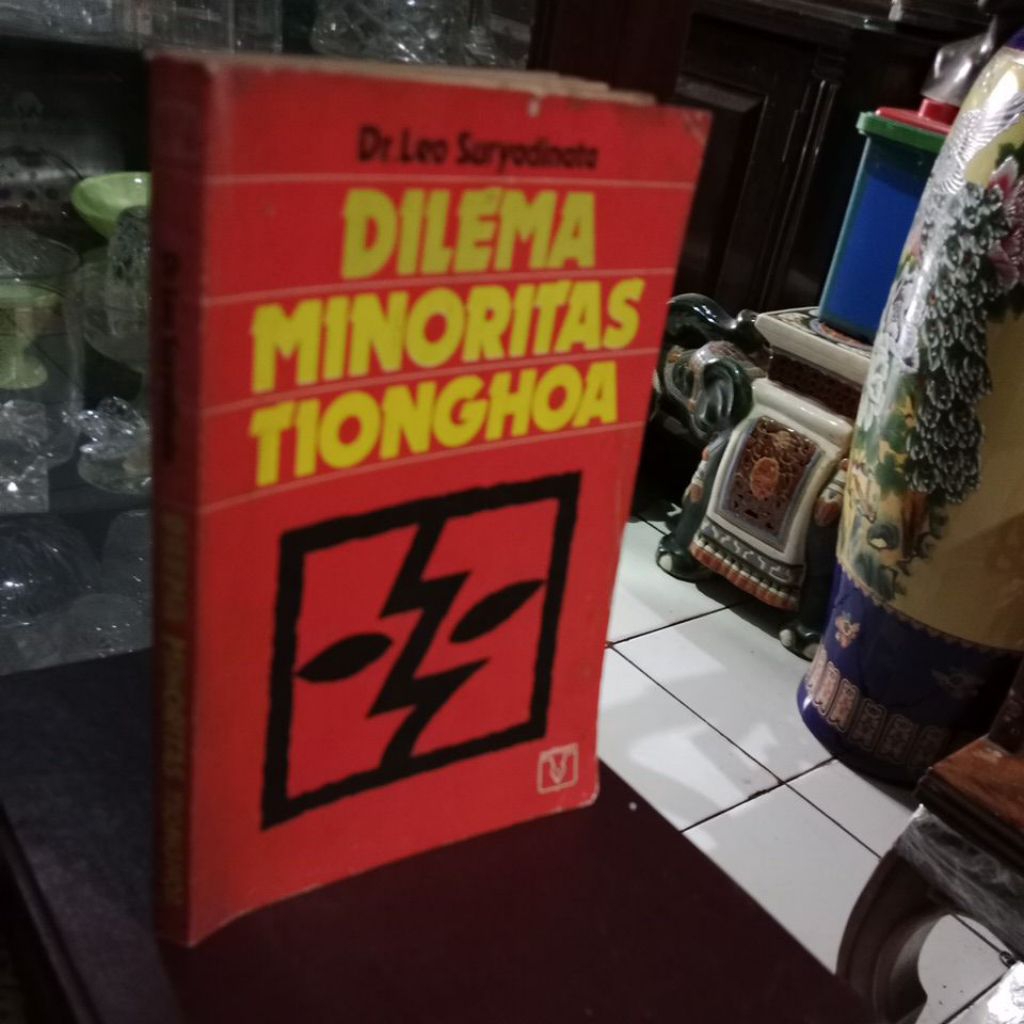 Dr. Leo Suryadinata
DILEMA
MINORITAS
TIONGHOA